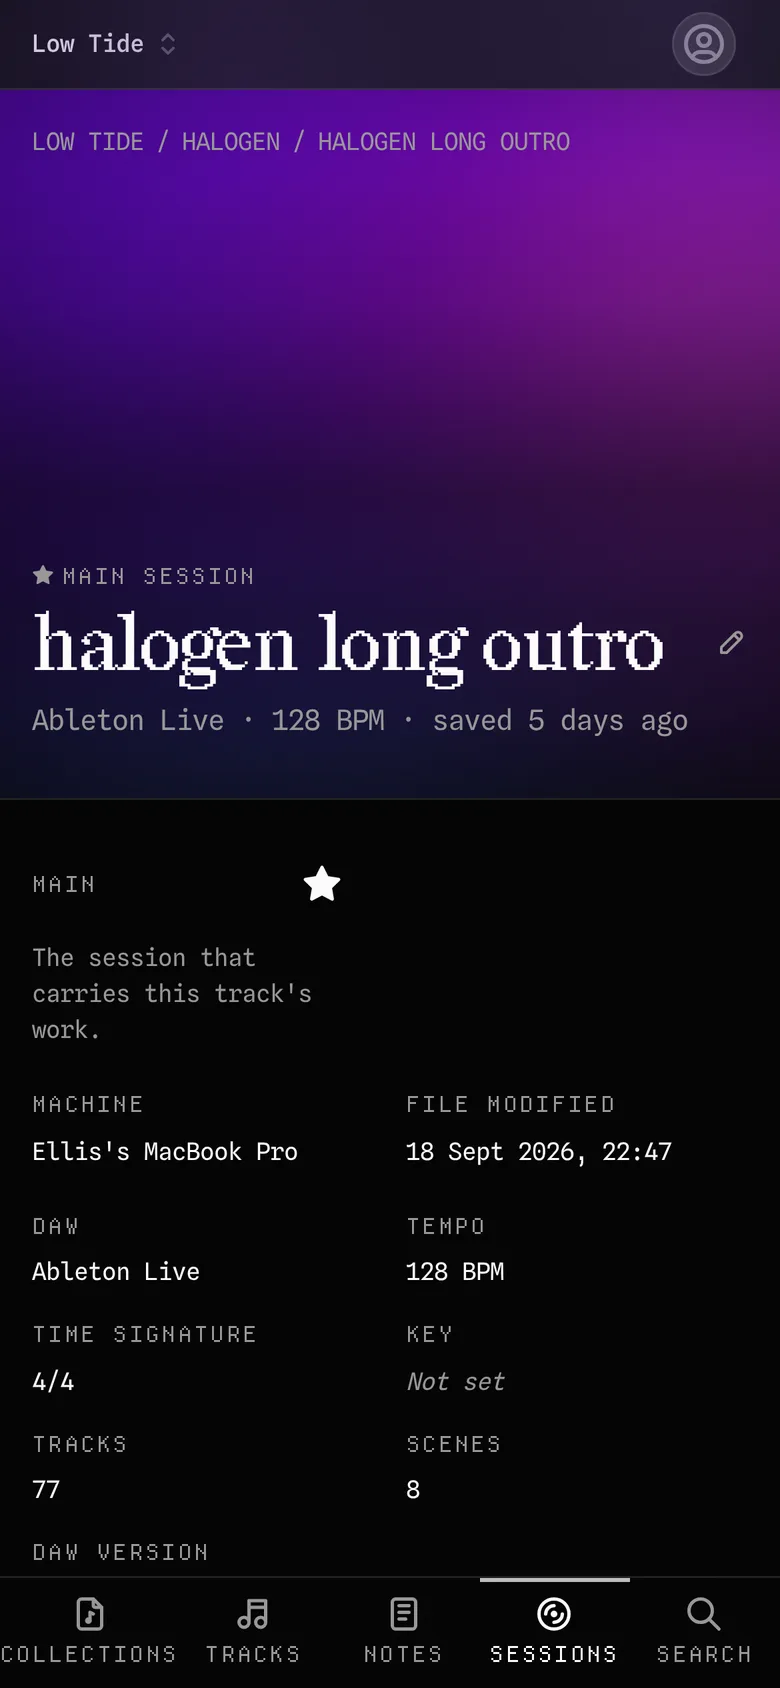 Low Tide
LOW TIDE / HALOGEN / HALOGEN LONG OUTRO
MAIN SESSION
halogen long outro
Ableton Live · 128 BPM · saved 5 days ago
MAIN
The session that
carries this track's
work.
MACHINE
Ellis's MacBook Pro
FILE MODIFIED
18 Sept 2026, 22:47
DAW
Ableton Live
TEMPO
128 BPM
TIME SIGNATURE
4/4
KEY
Not set
TRACKS
77
SCENES
8
DAW VERSION
COLLECTIONS
TRACKS
NOTES
SESSIONS
SEARCH